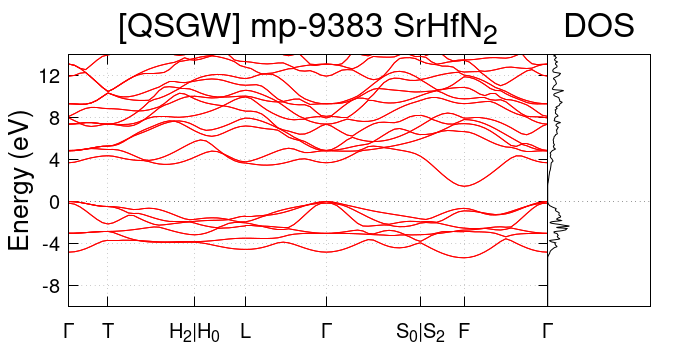 [QSGW] mp-9383 SrHfN₂ DOS
Energy (eV)
12
8
4
0
-4
-8
Γ T H₂|H₀ L Γ S₀|S₂ F Γ